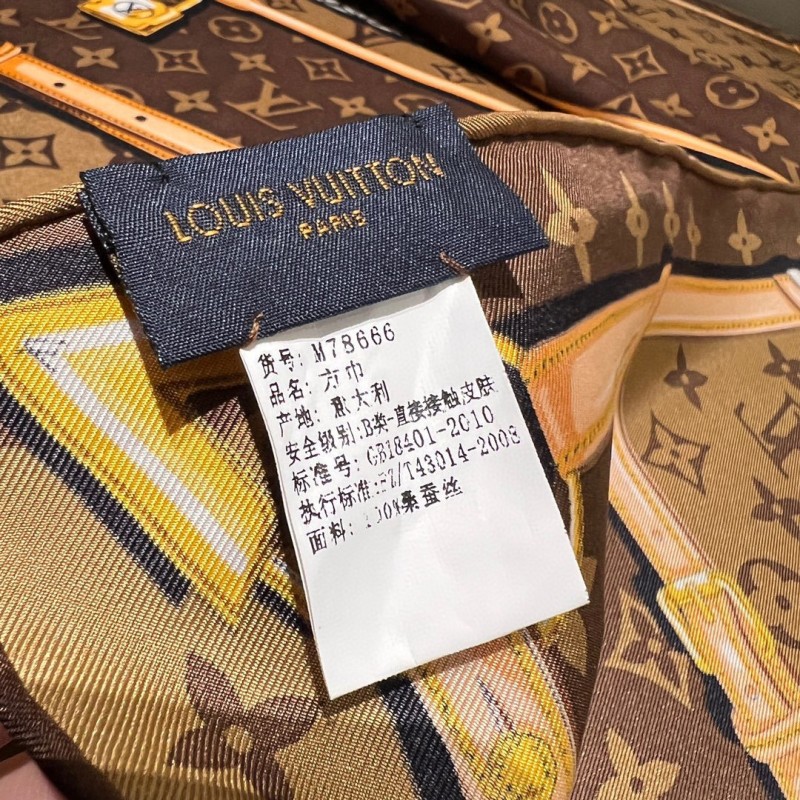 LOUIS VUITTON
PARIS
货号: M78666
品名: 方巾
产地: 意大利
安全级别:B类-直接接触皮肤
标准号: GB18401-2010
执行标准:FZ/T43014-2008
面料: 100%桑蚕丝